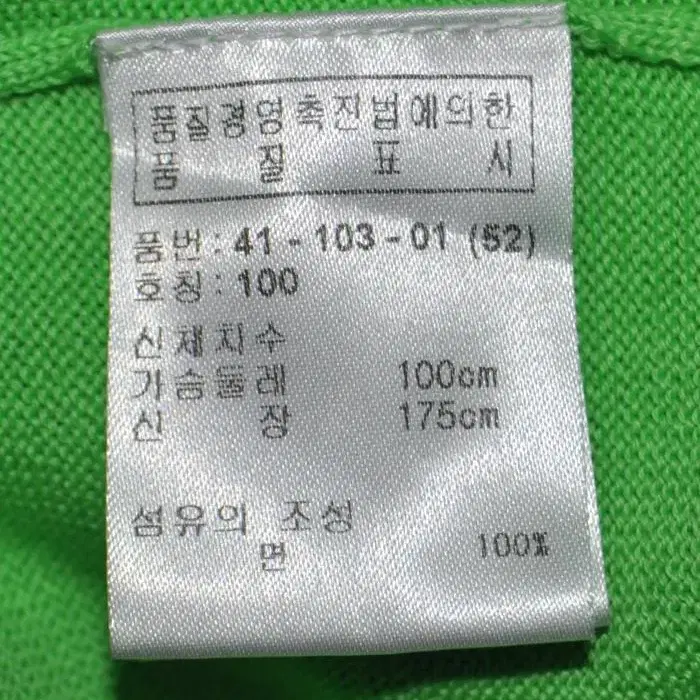 품질경영촉진법에의한
품 질 표 시
품번 : 41 - 103 - 01 (52)
호칭 : 100
신체치수
가슴둘레 100cm
신 장 175cm
섬유의 조성
면 100%